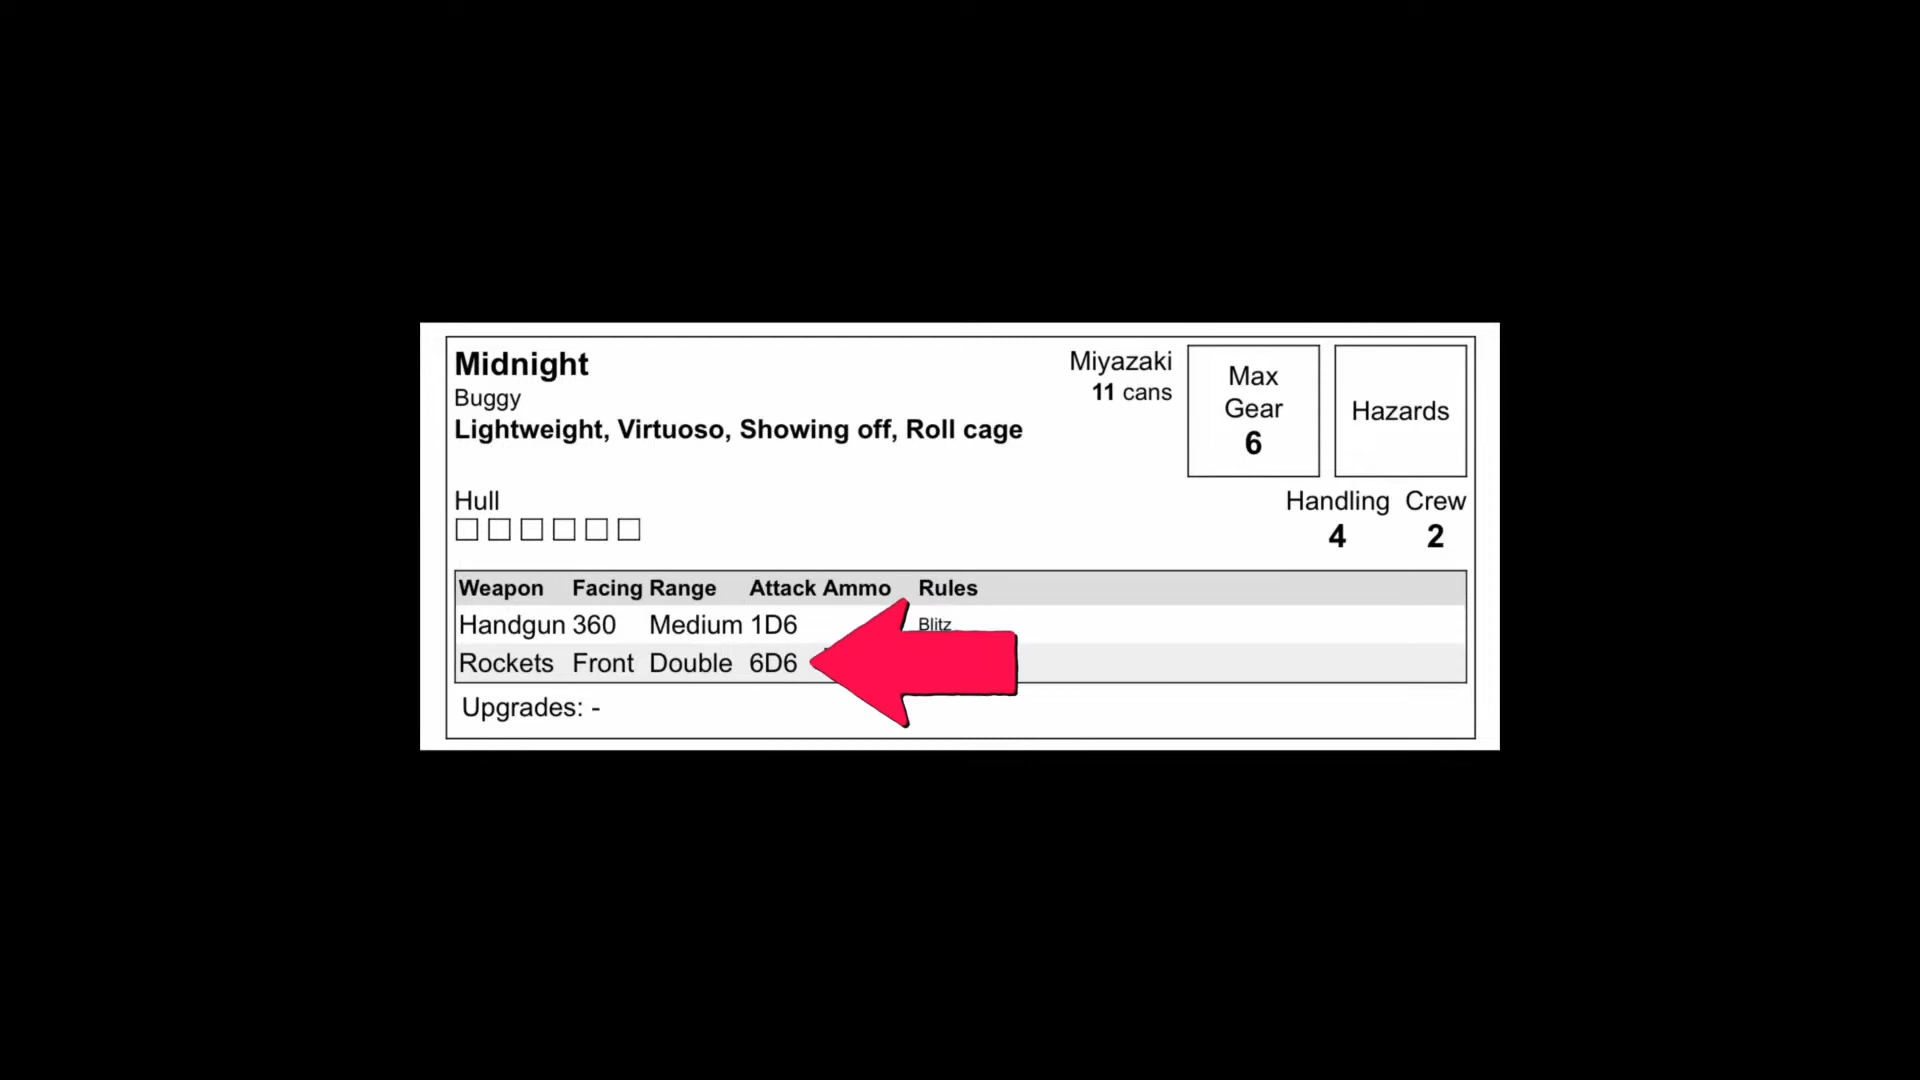 Midnight
Buggy
Lightweight, Virtuoso, Showing off, Roll cage
Miyazaki
11 cans
Max
Gear
6
Hazards
Hull
Handling Crew
4 2
Weapon Facing Range Attack Ammo Rules
Handgun 360 Medium 1D6 Blitz
Rockets Front Double 6D6
Upgrades: -